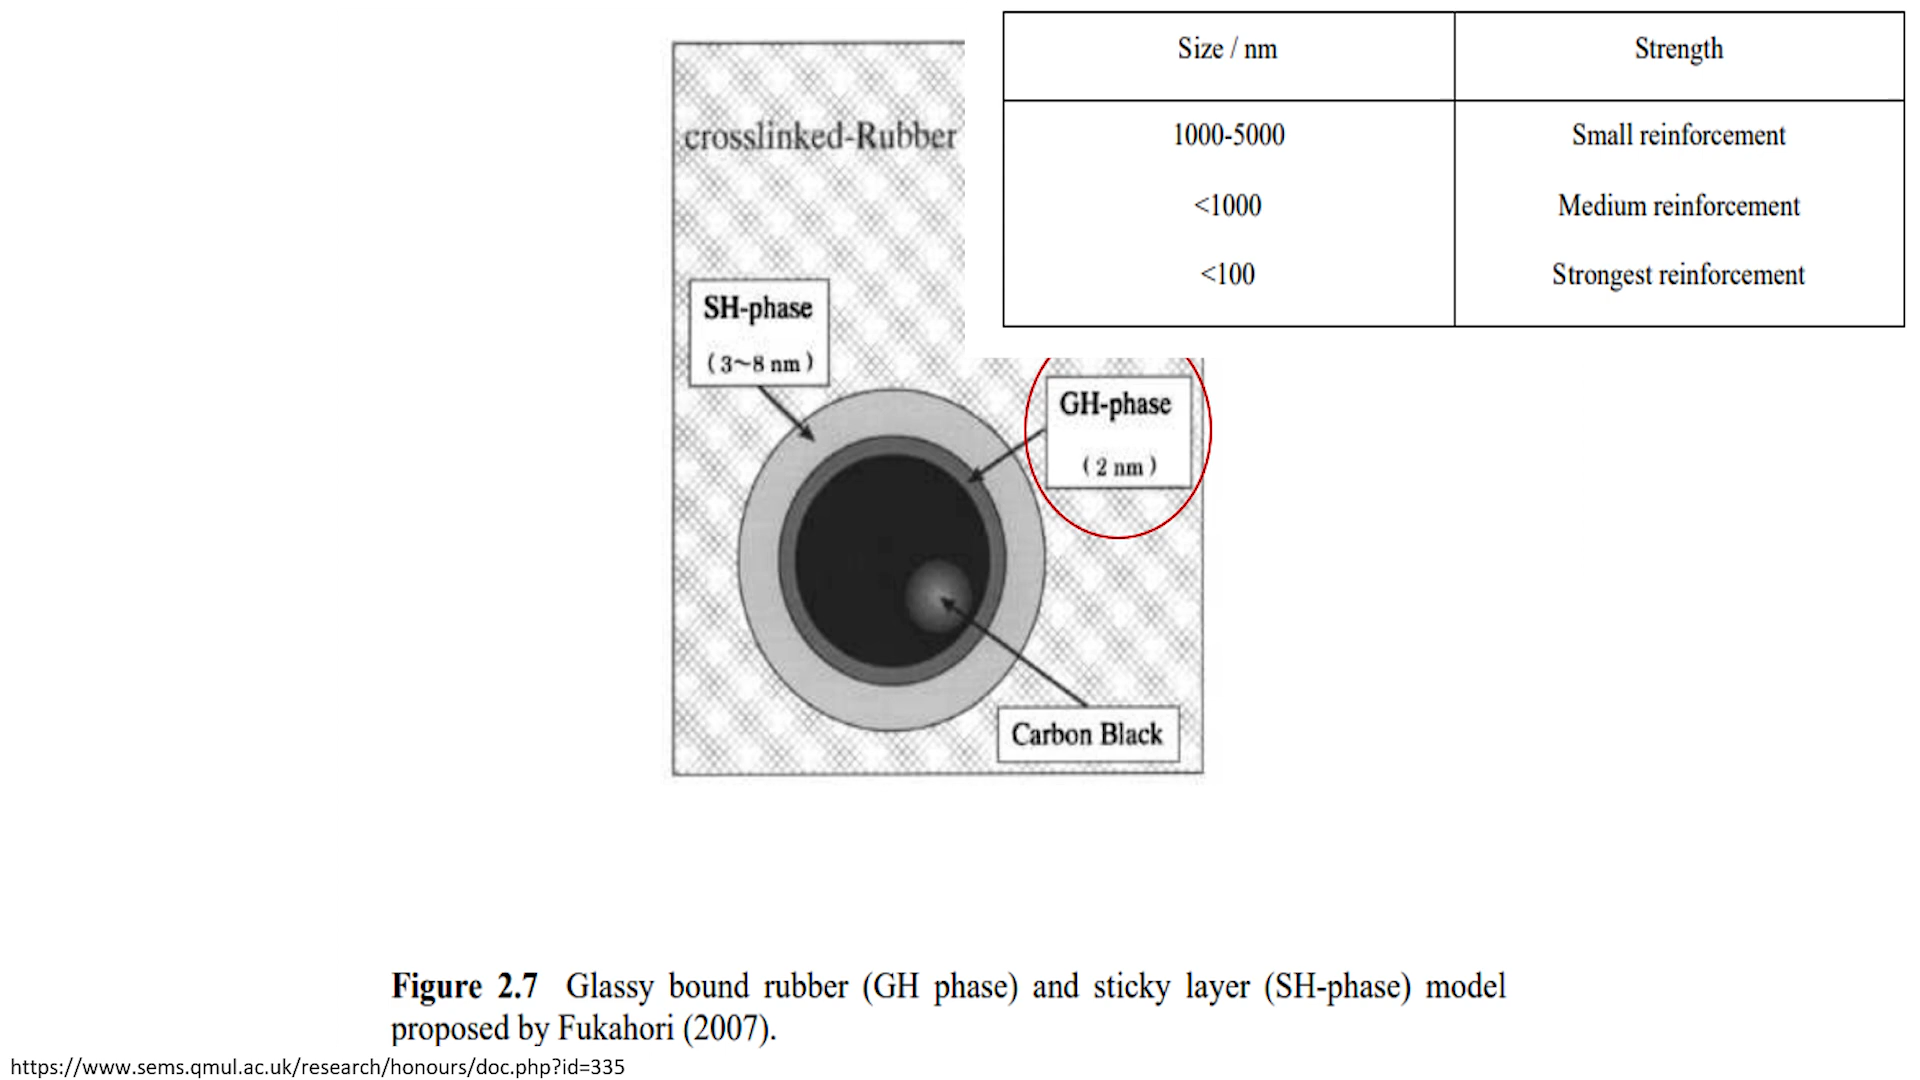 Size / nm Strength
1000-5000 Small reinforcement
<1000 Medium reinforcement
<100 Strongest reinforcement
crosslinked-Rubber
SH-phase
(3~8 nm)
GH-phase
(2 nm)
Carbon Black
Figure 2.7 Glassy bound rubber (GH phase) and sticky layer (SH-phase) model
proposed by Fukahori (2007).
https://www.sems.qmul.ac.uk/research/honours/doc.php?id=335